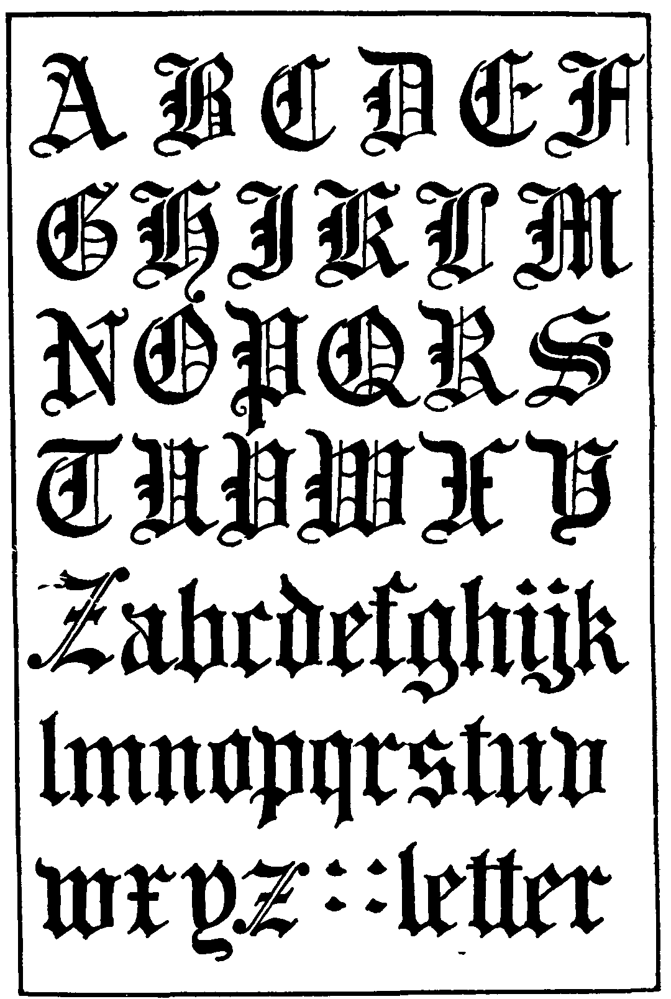 A B C D E F
G H I K L M
N O P Q R S
T U V W X Y
Z a b c d e f g h i j k
l m n o p q r s t u v
w x y z : : letter